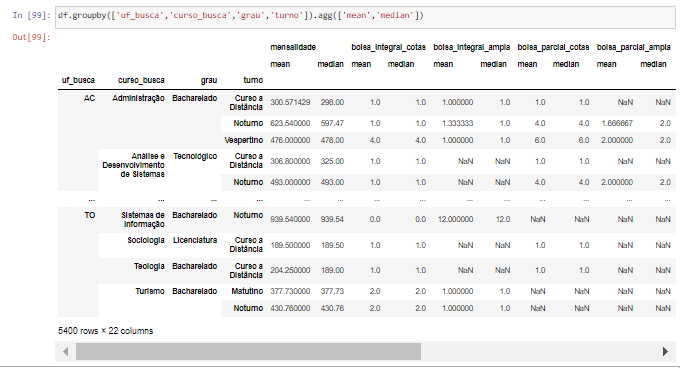 In [99]: df.groupby(['uf_busca','curso_busca','grau','turno']).agg(['mean','median'])
Out[99]:
mensalidade bolsa_integral_cotas bolsa_integral_ampla bolsa_parcial_cotas bolsa_parcial_ampla
mean median mean median mean median mean median mean median
uf_busca curso_busca grau turno
AC Administração Bacharelado Curso a Distância 300.571429 298.00 1.0 1.0 1.000000 1.0 1.0 1.0 NaN NaN
Noturno 623.540000 597.47 1.0 1.0 1.333333 1.0 4.0 4.0 1.666667 2.0
Vespertino 476.000000 476.00 4.0 4.0 1.000000 1.0 6.0 6.0 2.000000 2.0
Análise e Desenvolvimento de Sistemas Tecnológico Curso a Distância 306.800000 325.00 1.0 1.0 NaN NaN 1.0 1.0 NaN NaN
Noturno 493.000000 493.00 1.0 1.0 NaN NaN 4.0 4.0 2.000000 2.0
... ... ... ... ... ... ... ... ... ... ... ... ... ...
TO Sistemas de Informação Bacharelado Noturno 939.540000 939.54 0.0 0.0 12.000000 12.0 NaN NaN NaN NaN
Sociologia Licenciatura Curso a Distância 189.500000 189.50 1.0 1.0 NaN NaN 1.0 1.0 NaN NaN
Teologia Bacharelado Curso a Distância 204.250000 189.00 1.0 1.0 NaN NaN 1.0 1.0 NaN NaN
Turismo Bacharelado Matutino 377.730000 377.73 2.0 2.0 1.000000 1.0 NaN NaN NaN NaN
Noturno 430.760000 430.76 2.0 2.0 1.000000 1.0 NaN NaN NaN NaN
5400 rows × 22 columns